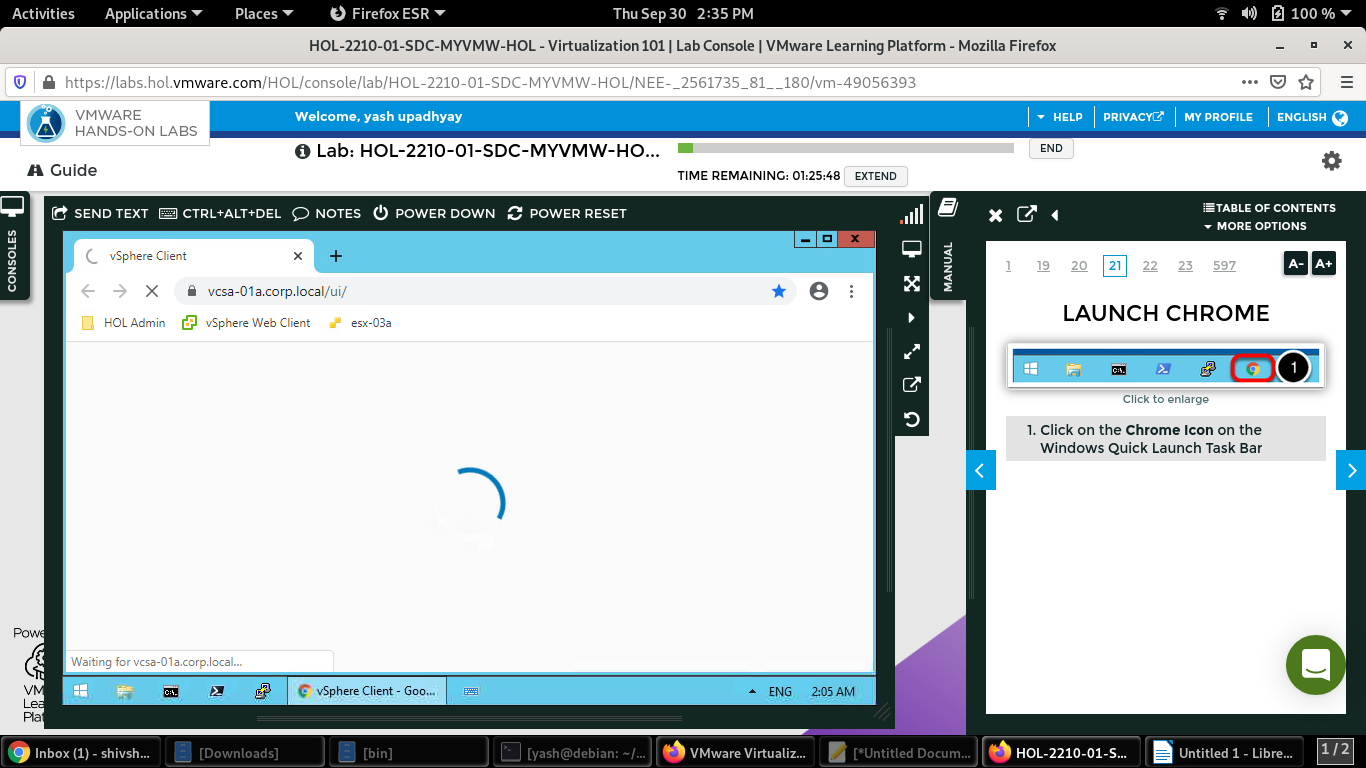 Activities Applications Places Firefox ESR Thu Sep 30 2:35 PM 100 %
HOL-2210-01-SDC-MYVMW-HOL - Virtualization 101 | Lab Console | VMware Learning Platform - Mozilla Firefox
https://labs.hol.vmware.com/HOL/console/lab/HOL-2210-01-SDC-MYVMW-HOL/NEE-_2561735_81__180/vm-49056393
VMWARE
HANDS-ON LABS
Welcome, yash upadhyay
HELP PRIVACY MY PROFILE ENGLISH
Guide
Lab: HOL-2210-01-SDC-MYVMW-HO...
END
TIME REMAINING: 01:25:48 EXTEND
CONSOLES
SEND TEXT CTRL+ALT+DEL NOTES POWER DOWN POWER RESET
vSphere Client
vcsa-01a.corp.local/ui/
HOL Admin vSphere Web Client esx-03a
Waiting for vcsa-01a.corp.local...
vSphere Client - Goo... ENG 2:05 AM
MANUAL
TABLE OF CONTENTS
MORE OPTIONS
1 19 20 21 22 23 597 A- A+
LAUNCH CHROME
1
Click to enlarge
1. Click on the Chrome Icon on the
Windows Quick Launch Task Bar
Powe
VM
Lea
Plat
Inbox (1) - shivsh... [Downloads] [bin] [yash@debian: ~/... VMware Virtualiz... [*Untitled Docum... HOL-2210-01-S... Untitled 1 - Libre... 1 / 2